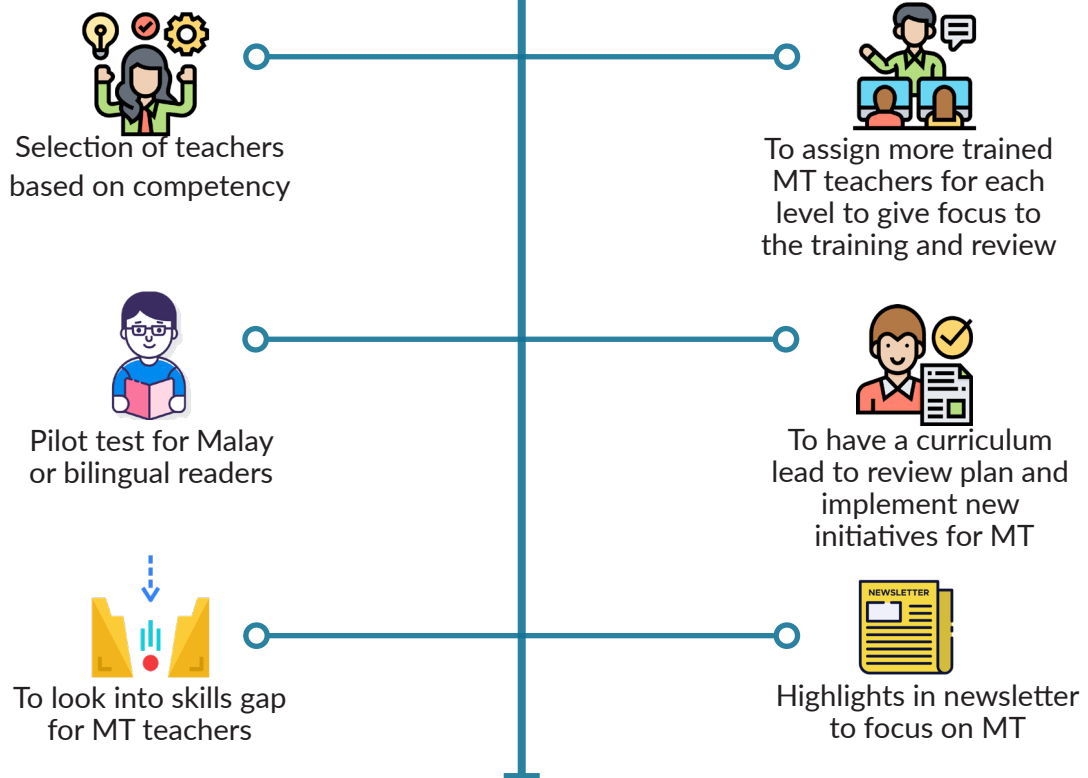 Selection of teachers
based on competency
To assign more trained
MT teachers for each
level to give focus to
the training and review
Pilot test for Malay
or bilingual readers
To have a curriculum
lead to review plan and
implement new
initiatives for MT
To look into skills gap
for MT teachers
NEWSLETTER
Highlights in newsletter
to focus on MT